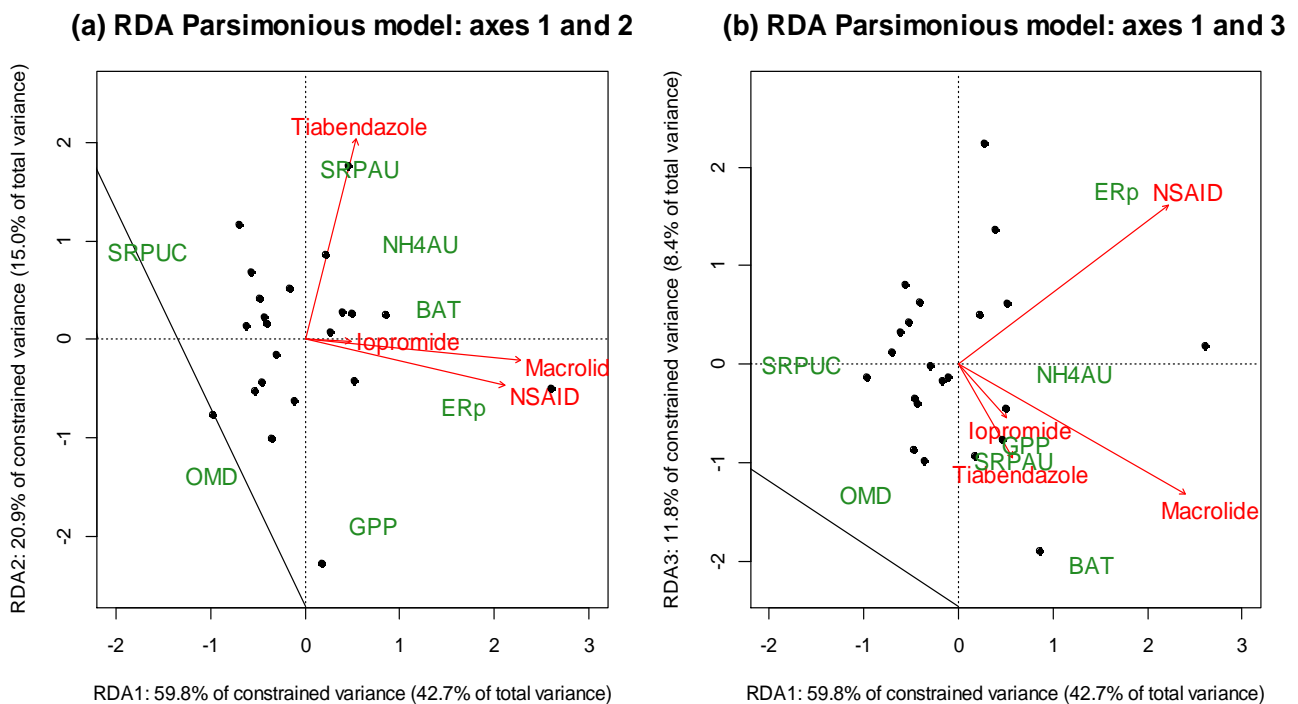 (a) RDA Parsimonious model: axes 1 and 2
RDA2: 20.9% of constrained variance (15.0% of total variance)
2
1
0
-1
-2
Tiabendazole
SRPAU
NH4AU
SRPUC
BAT
Iopromide
Macrolid
NSAID
ERp
OMD
GPP
-2 -1 0 1 2 3
RDA1: 59.8% of constrained variance (42.7% of total variance)
(b) RDA Parsimonious model: axes 1 and 3
RDA3: 11.8% of constrained variance (8.4% of total variance)
2
1
0
-1
-2
ERp
NSAID
SRPUC
NH4AU
Iopromide
GPP
SRPAU
Tiabendazole
OMD
Macrolide
BAT
-2 -1 0 1 2 3
RDA1: 59.8% of constrained variance (42.7% of total variance)